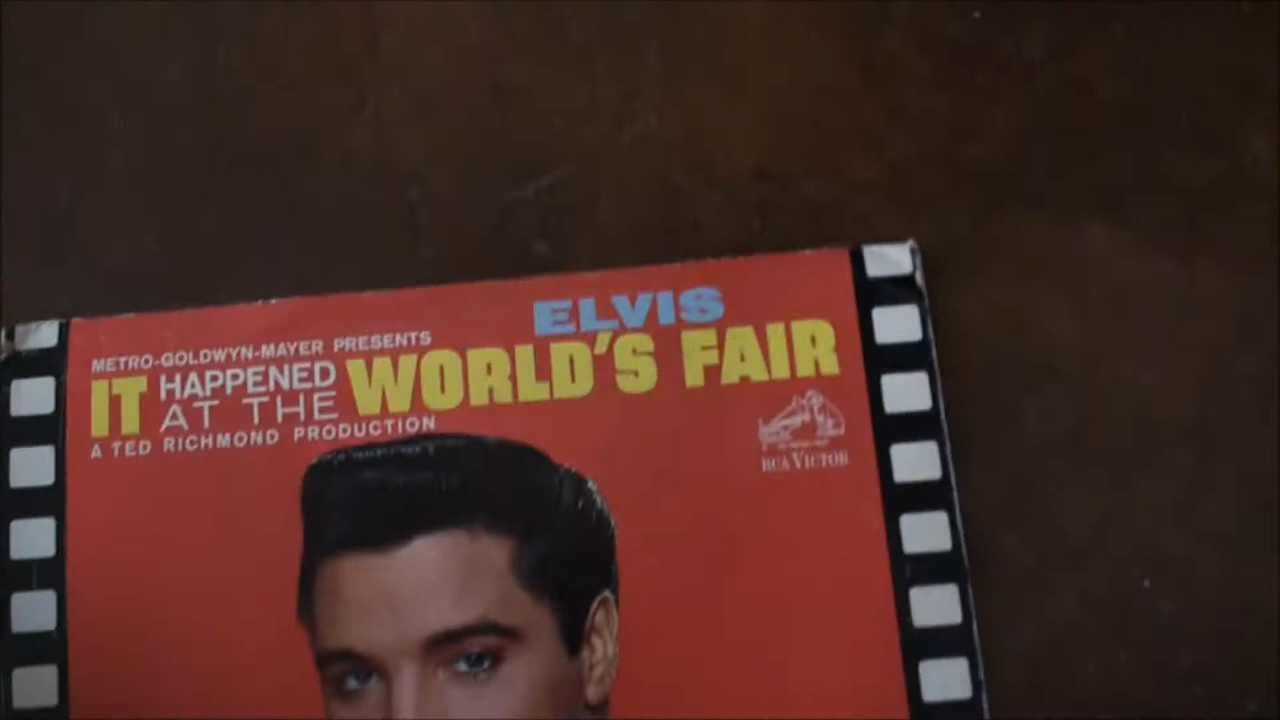 ELVIS
METRO-GOLDWYN-MAYER PRESENTS
IT HAPPENED AT THE WORLD'S FAIR
A TED RICHMOND PRODUCTION
RCA VICTOR